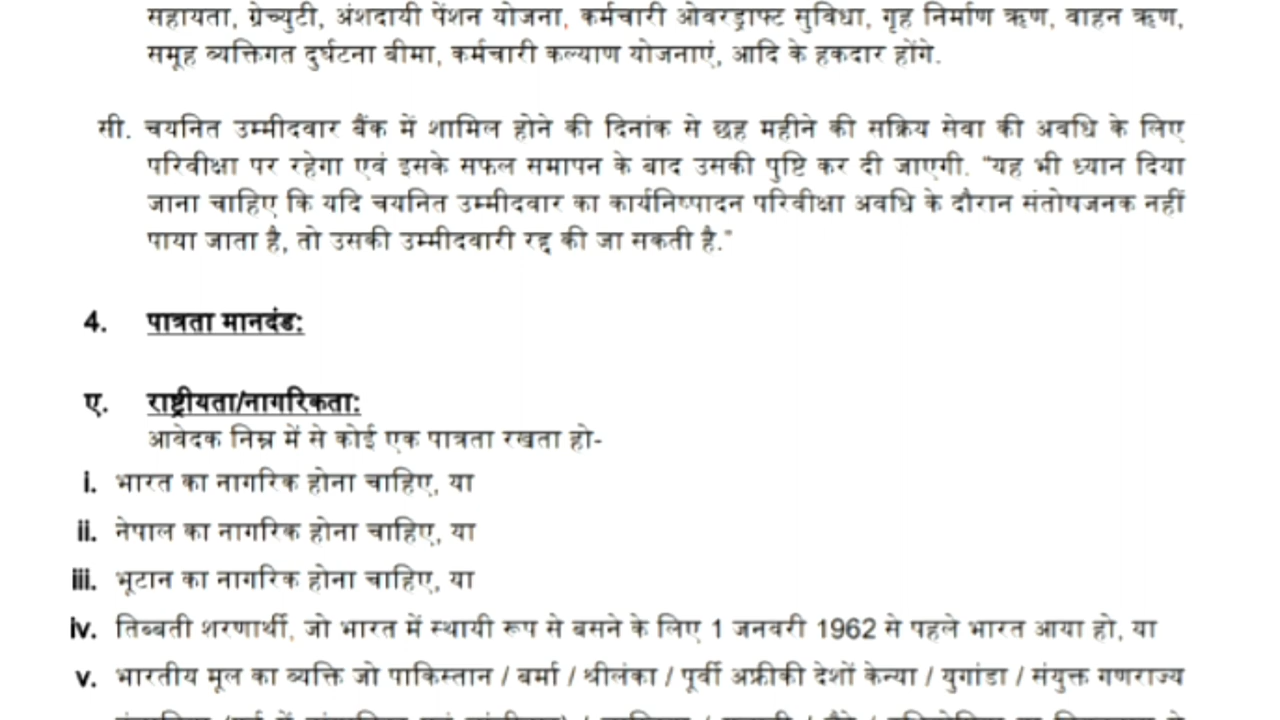 सहायता, ग्रेच्युटी, अंशदायी पेंशन योजना, कर्मचारी ओवरड्राफ्ट सुविधा, गृह निर्माण ऋण, वाहन ऋण,
समूह व्यक्तिगत दुर्घटना बीमा, कर्मचारी कल्याण योजनाएं, आदि के हकदार होंगे.
सी. चयनित उम्मीदवार बैंक में शामिल होने की दिनांक से छह महीने की सक्रिय सेवा की अवधि के लिए
परिवीक्षा पर रहेगा एवं इसके सफल समापन के बाद उसकी पुष्टि कर दी जाएगी. "यह भी ध्यान दिया
जाना चाहिए कि यदि चयनित उम्मीदवार का कार्यनिष्पादन परिवीक्षा अवधि के दौरान संतोषजनक नहीं
पाया जाता है, तो उसकी उम्मीदवारी रद्द की जा सकती है."
4. पात्रता मानदंड:
ए. राष्ट्रीयता/नागरिकता:
आवेदक निम्न में से कोई एक पात्रता रखता हो-
i. भारत का नागरिक होना चाहिए, या
ii. नेपाल का नागरिक होना चाहिए, या
iii. भूटान का नागरिक होना चाहिए, या
iv. तिब्बती शरणार्थी, जो भारत में स्थायी रूप से बसने के लिए 1 जनवरी 1962 से पहले भारत आया हो, या
v. भारतीय मूल का व्यक्ति जो पाकिस्तान / बर्मा / श्रीलंका / पूर्वी अफ्रीकी देशों केन्या / युगांडा / संयुक्त गणराज्य